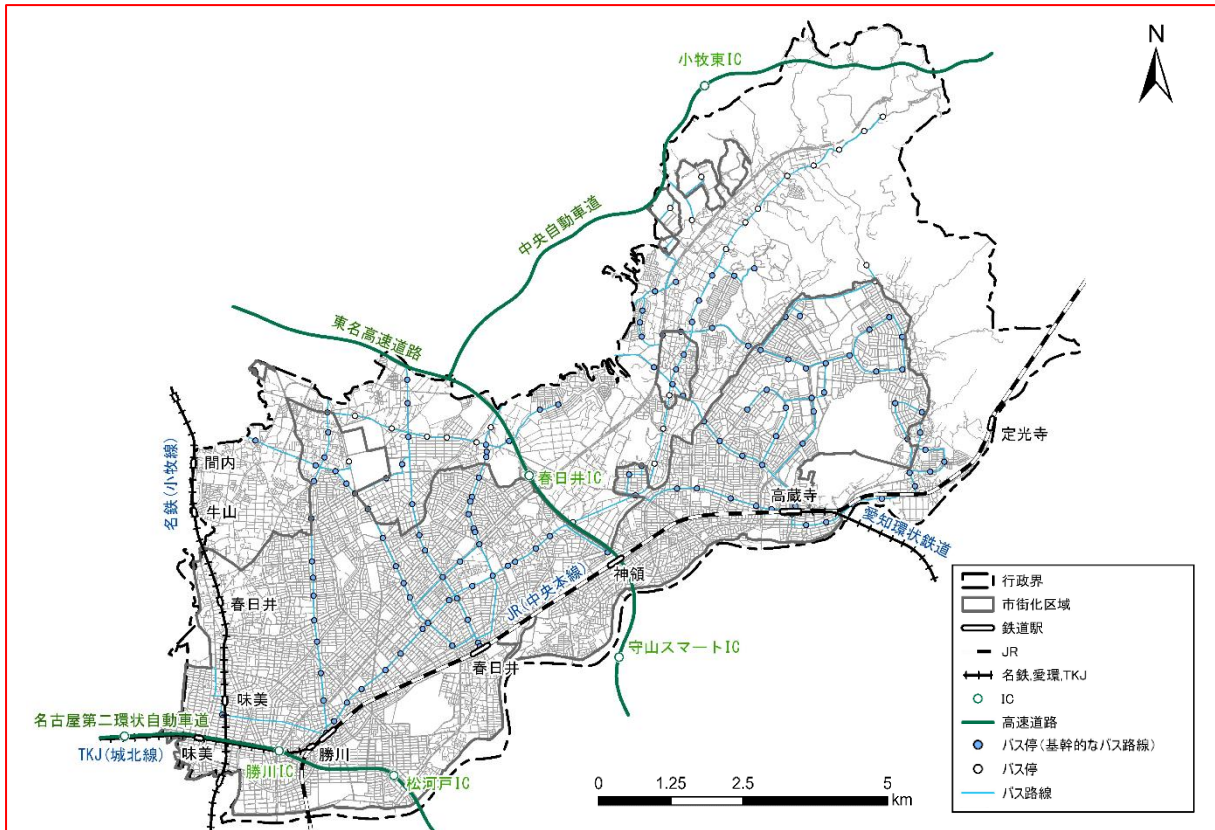 N
小牧東IC
中央自動車道
東名高速道路
名鉄(小牧線)
間内
牛山
春日井IC
定光寺
高蔵寺
愛知環状鉄道
神領
JR(中央本線)
春日井
春日井
守山スマートIC
味美
名古屋第二環状自動車道
TKJ(城北線)
味美
勝川
勝川IC
松河戸IC
0 1.25 2.5 5
km
行政界
市街化区域
鉄道駅
JR
名鉄,愛環,TKJ
IC
高速道路
バス停(基幹的なバス路線)
バス停
バス路線